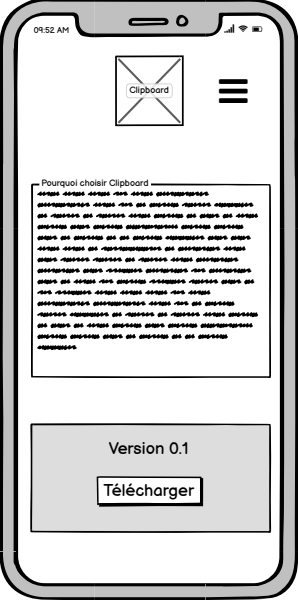 09:52 AM
Clipboard
Pourquoi choisir Clipboard
Version 0.1
Télécharger